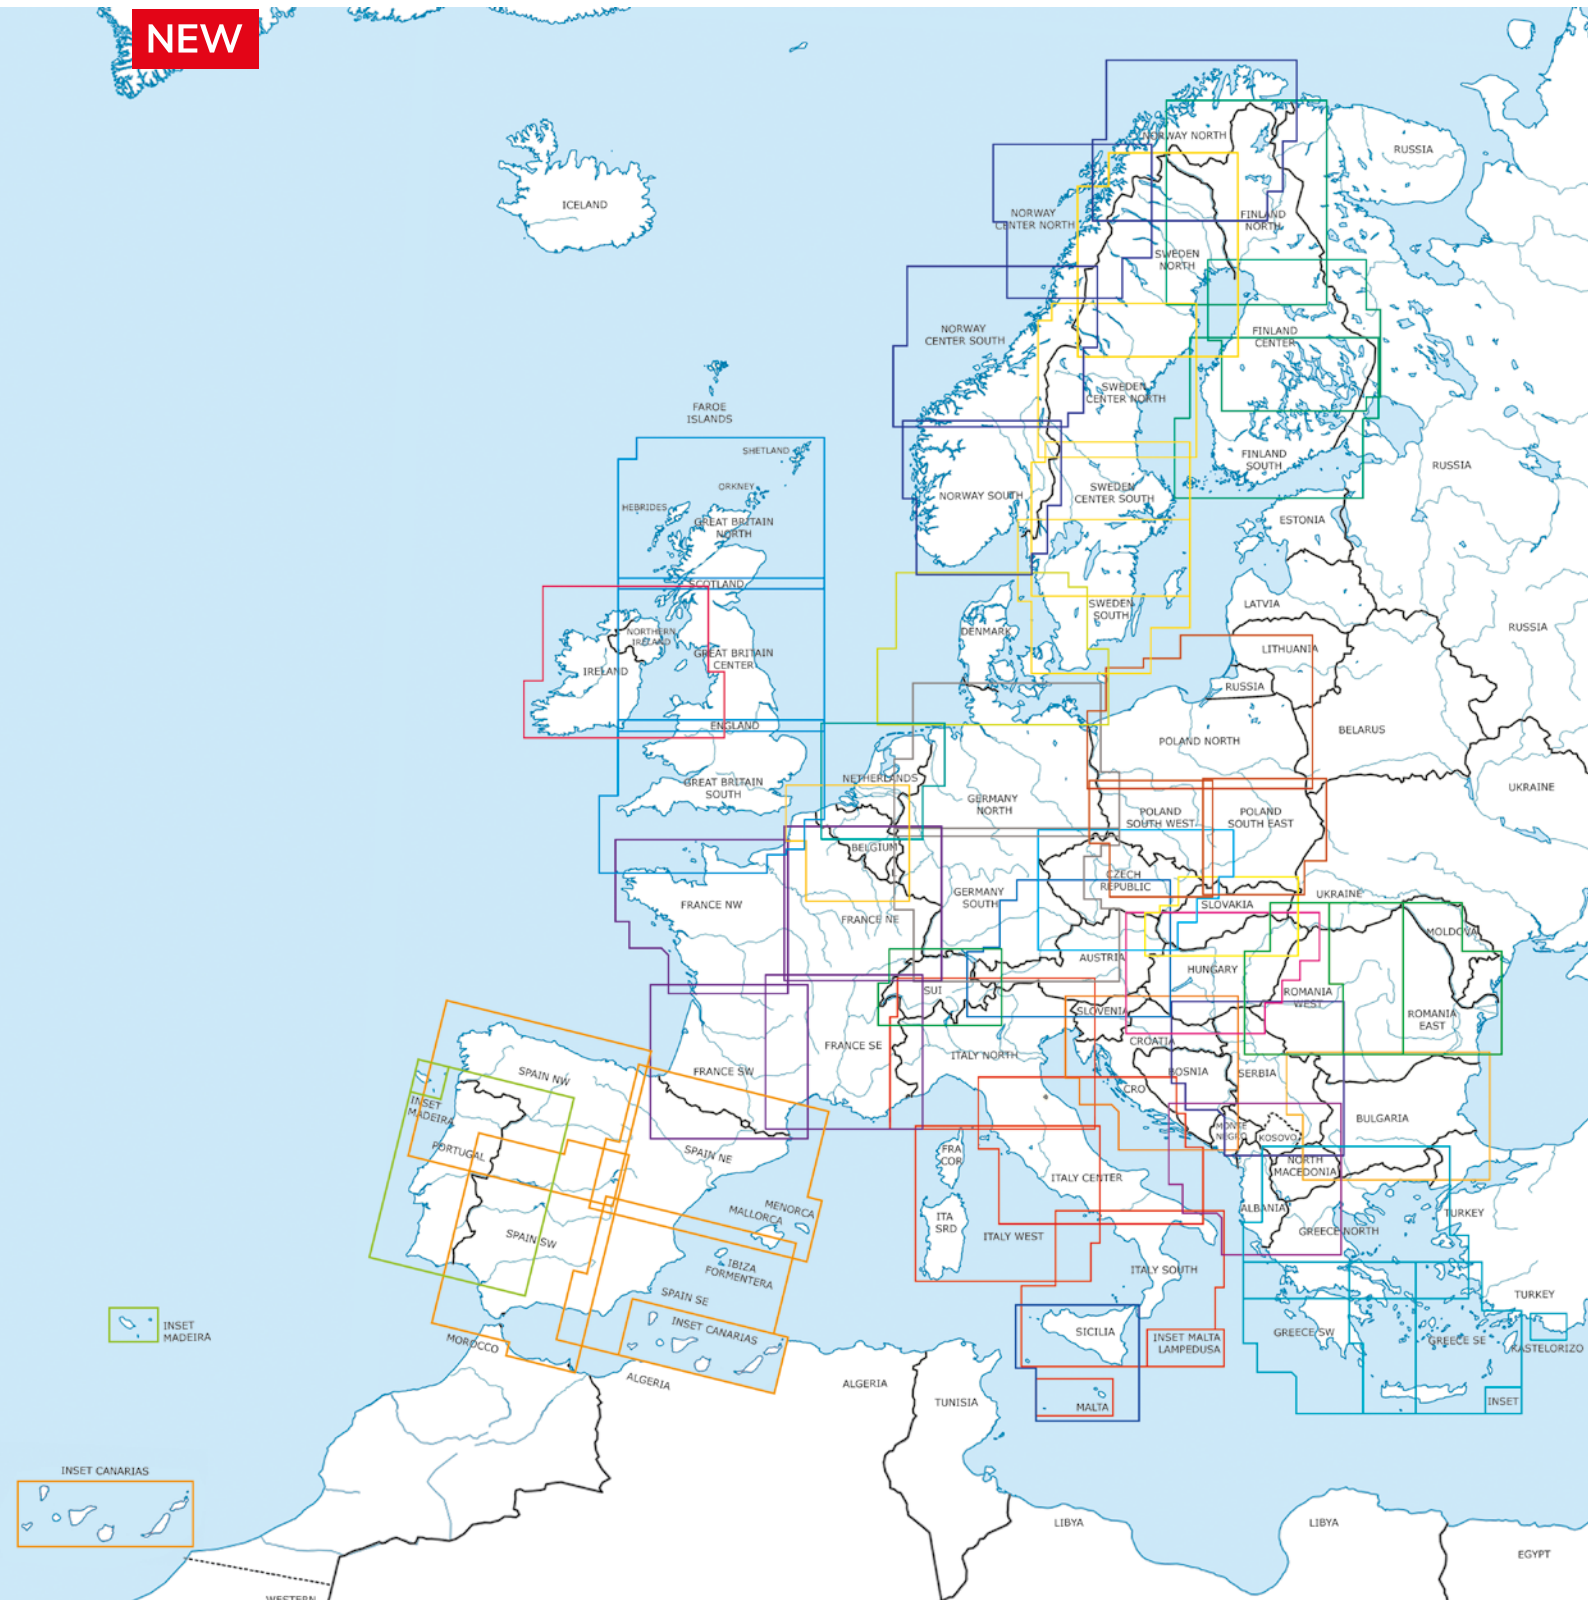 NEW
NORWAY NORTH
RUSSIA
ICELAND
NORWAY
CENTER NORTH
FINLAND
NORTH
SWEDEN
NORTH
NORWAY
CENTER SOUTH
FINLAND
CENTER
SWEDEN
CENTER NORTH
FAROE
ISLANDS
SHETLAND
FINLAND
SOUTH
RUSSIA
ORKNEY
HEBRIDES
NORWAY SOUTH
SWEDEN
CENTER SOUTH
GREAT BRITAIN
NORTH
ESTONIA
SCOTLAND
SWEDEN
SOUTH
LATVIA
RUSSIA
NORTHERN
IRELAND
DENMARK
LITHUANIA
GREAT BRITAIN
CENTER
IRELAND
RUSSIA
ENGLAND
BELARUS
POLAND NORTH
NETHERLANDS
GREAT BRITAIN
SOUTH
UKRAINE
GERMANY
NORTH
POLAND
SOUTH WEST
POLAND
SOUTH EAST
BELGIUM
CZECH
REPUBLIC
GERMANY
SOUTH
UKRAINE
FRANCE NW
SLOVAKIA
FRANCE NE
MOLDOVA
AUSTRIA
HUNGARY
SUI
ROMANIA
WEST
SLOVENIA
ROMANIA
EAST
CROATIA
FRANCE SE
ITALY NORTH
FRANCE SW
BOSNIA
SERBIA
SPAIN NW
CRO
INSET
MADEIRA
BULGARIA
MONTE
NEGRO
KOSOVO
PORTUGAL
SPAIN NE
FRA
COR
NORTH
MACEDONIA
ITALY CENTER
MENORCA
MALLORCA
ALBANIA
TURKEY
ITA
SRD
GREECE NORTH
SPAIN SW
ITALY WEST
IBIZA
FORMENTERA
ITALY SOUTH
SPAIN SE
TURKEY
INSET
MADEIRA
INSET CANARIAS
SICILIA
INSET MALTA
LAMPEDUSA
GREECE SW
GREECE SE
KASTELORIZO
MOROCCO
ALGERIA
ALGERIA
TUNISIA
MALTA
INSET
INSET CANARIAS
LIBYA
LIBYA
EGYPT
WESTERN